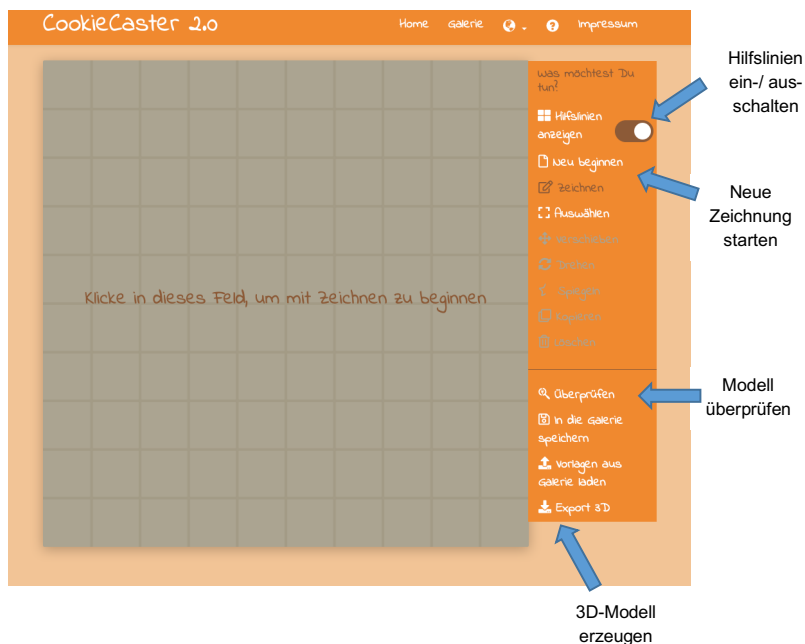 CookieCaster 2.0
Home Galerie Impressum
Was möchtest Du
tun?
Hilfslinien
anzeigen
Neu beginnen
Zeichnen
Auswählen
Klicke in dieses Feld, um mit Zeichnen zu beginnen
Überprüfen
In die Galerie
speichern
Vorlagen aus
Galerie laden
Export 3D
Hilfslinien
ein-/ aus-
schalten
Neue
Zeichnung
starten
Modell
überprüfen
3D-Modell
erzeugen